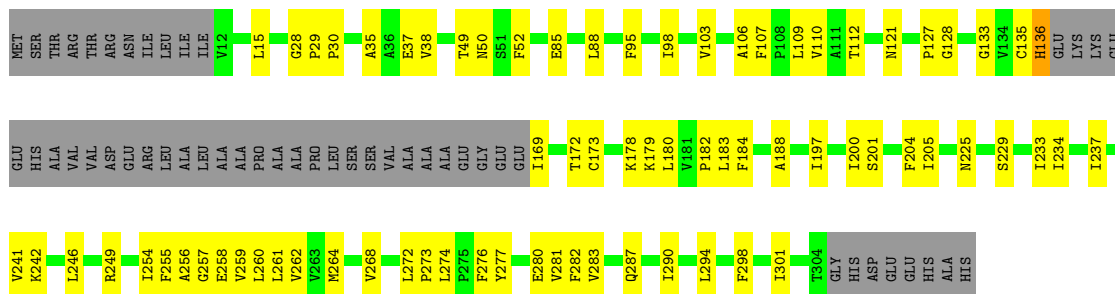 MET SER THR ARG THR ARG ASN ILE LEU ILE ILE V12 L15 G28 P29 P30 A35 A36 E37 V38 T49 N50 S51 F52 E85 L88 F95 I98 V103 A106 F107 P108 L109 V110 A111 T112 N121 P127 G128 G133 V134 C135 H136 GLU LYS LYS GLU
GLU HIS ALA VAL VAL ASP GLU ARG LEU ALA LEU ALA ALA PRO ALA ALA PRO LEU SER SER VAL ALA ALA ALA GLU GLY GLU GLU I169 T172 C173 K178 K179 L180 V181 P182 L183 F184 A188 I197 I200 S201 F204 I205 N225 S229 I233 I234 I237
V241 K242 L246 R249 I254 F255 A256 G257 E258 V259 L260 L261 V262 V263 M264 V268 L272 P273 L274 P275 F276 Y277 E280 V281 F282 V283 Q287 I290 L294 F298 I301 T304 GLY HIS ASP GLU GLU HIS ALA HIS